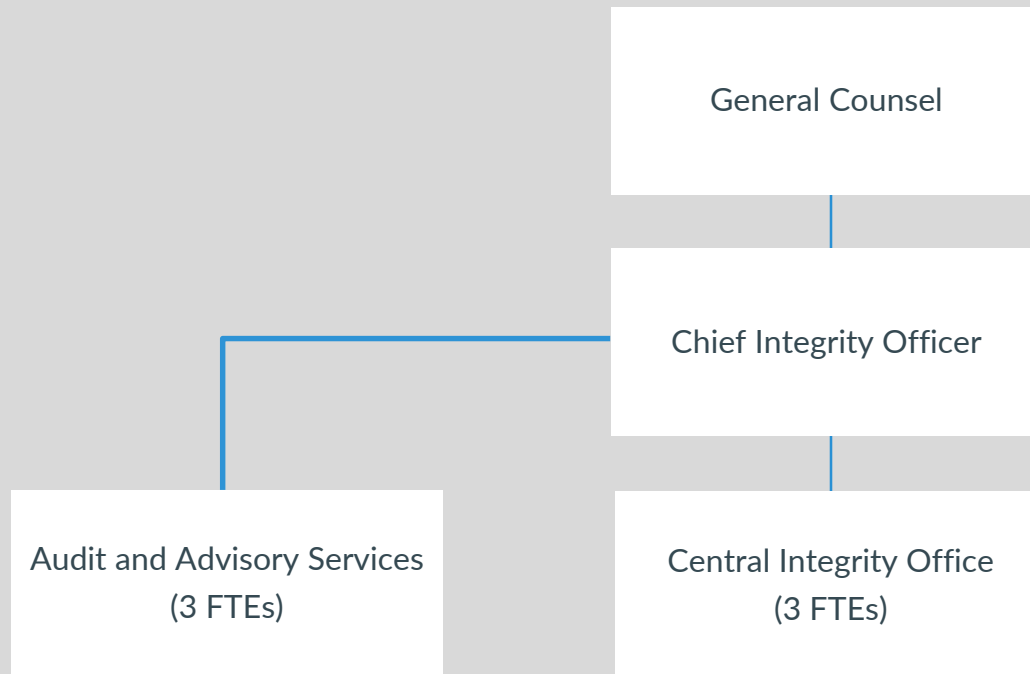 General Counsel
Chief Integrity Officer
Audit and Advisory Services
(3 FTEs)
Central Integrity Office
(3 FTEs)